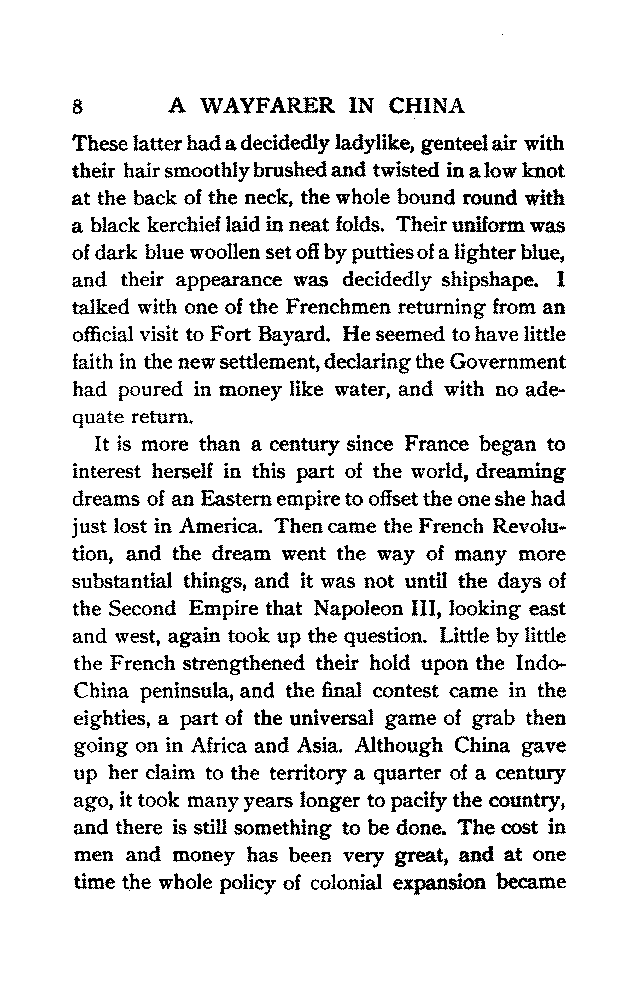 8 A WAYFARER IN CHINA
These latter had a decidedly ladylike, genteel air with
their hair smoothly brushed and twisted in a low knot
at the back of the neck, the whole bound round with
a black kerchief laid in neat folds. Their uniform was
of dark blue woollen set off by putties of a lighter blue,
and their appearance was decidedly shipshape. I
talked with one of the Frenchmen returning from an
official visit to Fort Bayard. He seemed to have little
faith in the new settlement, declaring the Government
had poured in money like water, and with no ade-
quate return.
It is more than a century since France began to
interest herself in this part of the world, dreaming
dreams of an Eastern empire to offset the one she had
just lost in America. Then came the French Revolu-
tion, and the dream went the way of many more
substantial things, and it was not until the days of
the Second Empire that Napoleon III, looking east
and west, again took up the question. Little by little
the French strengthened their hold upon the Indo-
China peninsula, and the final contest came in the
eighties, a part of the universal game of grab then
going on in Africa and Asia. Although China gave
up her claim to the territory a quarter of a century
ago, it took many years longer to pacify the country,
and there is still something to be done. The cost in
men and money has been very great, and at one
time the whole policy of colonial expansion became